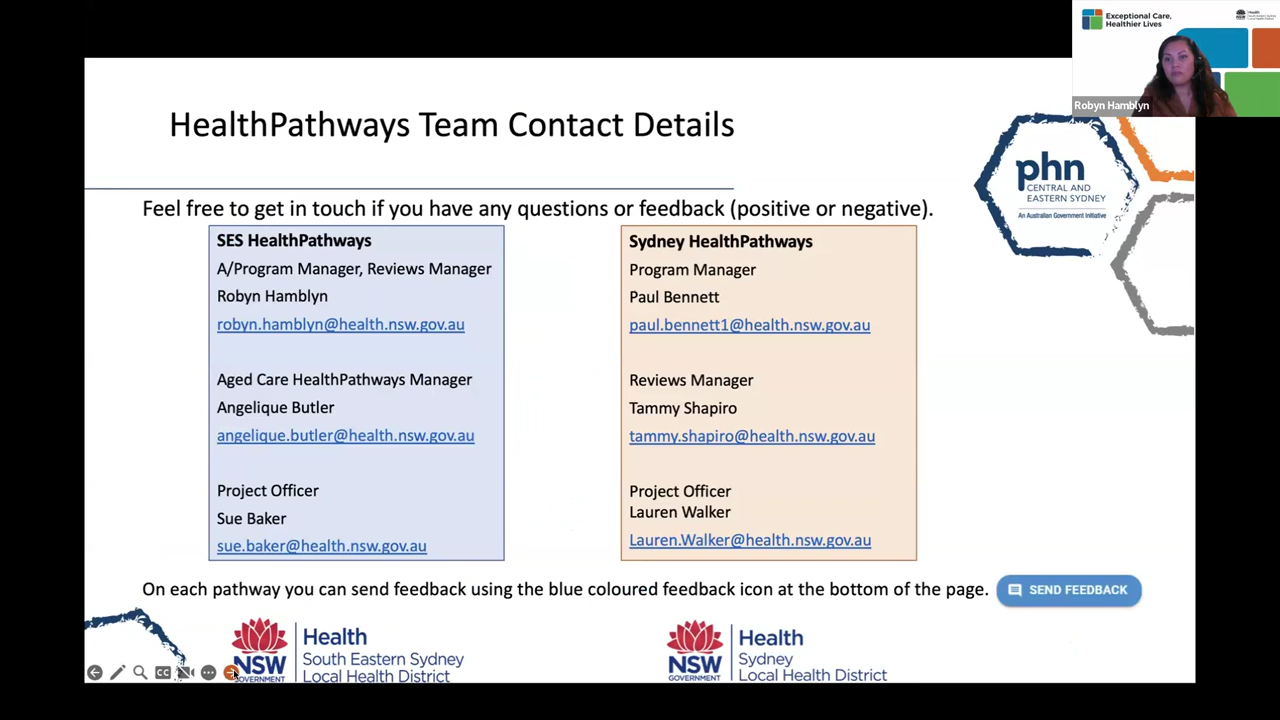 Exceptional Care,
Healthier Lives
NSW
Health
Robyn Hamblyn
HealthPathways Team Contact Details
phn
CENTRAL AND
EASTERN SYDNEY
An Australian Government Initiative
Feel free to get in touch if you have any questions or feedback (positive or negative).
SES HealthPathways
A/Program Manager, Reviews Manager
Robyn Hamblyn
robyn.hamblyn@health.nsw.gov.au
Aged Care HealthPathways Manager
Angelique Butler
angelique.butler@health.nsw.gov.au
Project Officer
Sue Baker
sue.baker@health.nsw.gov.au
Sydney HealthPathways
Program Manager
Paul Bennett
paul.bennett1@health.nsw.gov.au
Reviews Manager
Tammy Shapiro
tammy.shapiro@health.nsw.gov.au
Project Officer
Lauren Walker
Lauren.Walker@health.nsw.gov.au
On each pathway you can send feedback using the blue coloured feedback icon at the bottom of the page.
SEND FEEDBACK
NSW
GOVERNMENT
Health
South Eastern Sydney
Local Health District
NSW
GOVERNMENT
Health
Sydney
Local Health District
CC